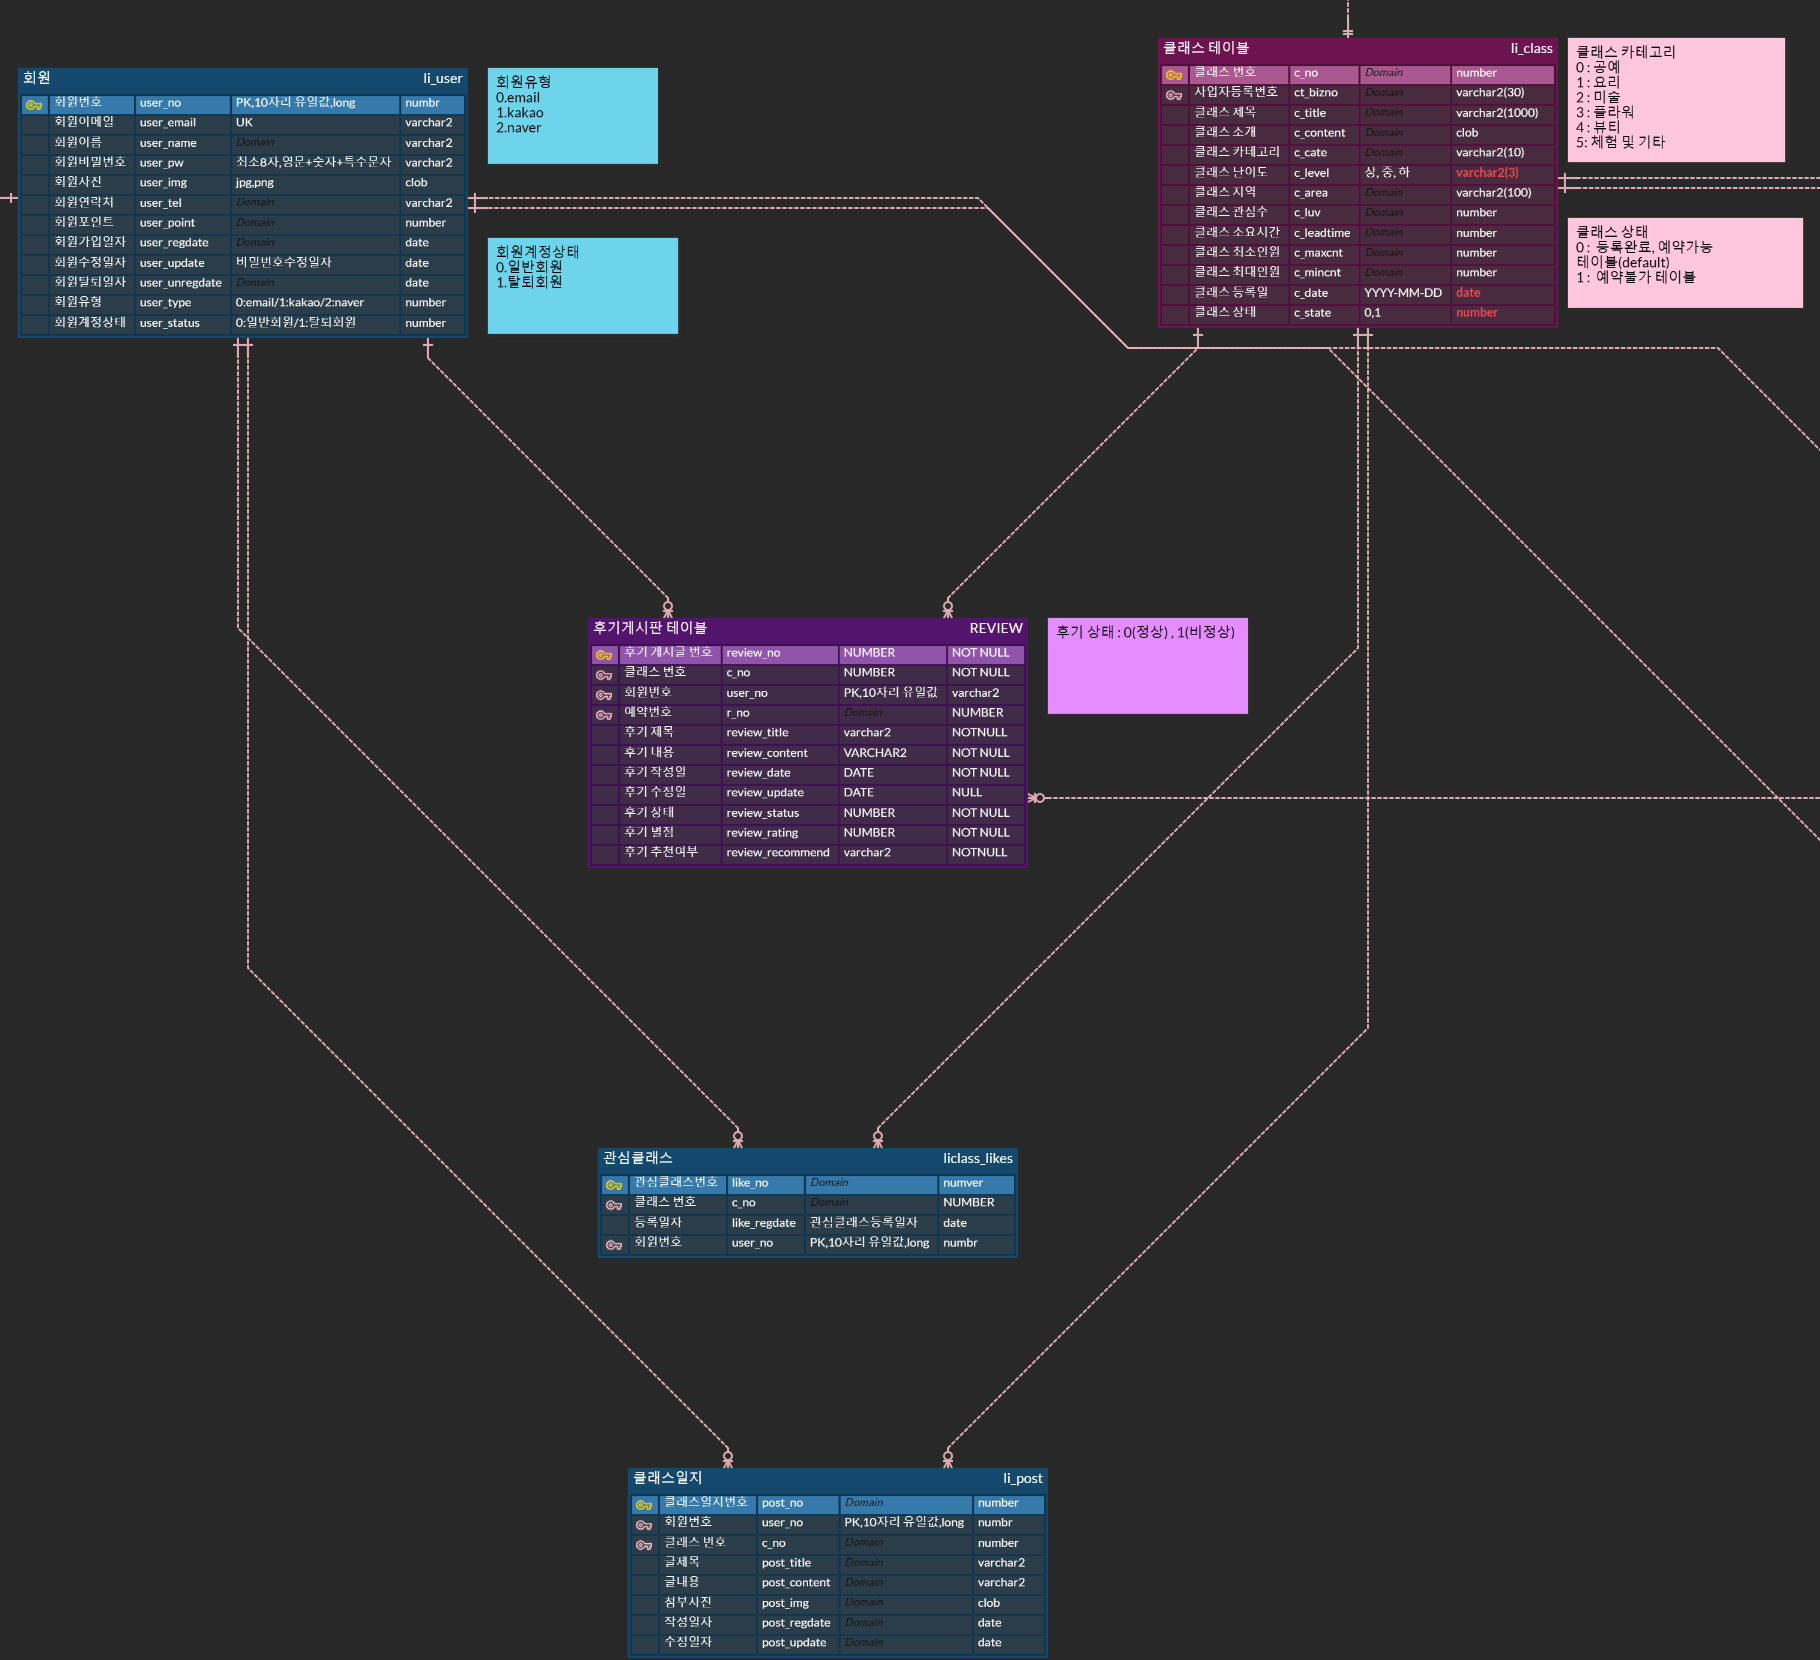 회원 li_user
회원번호 user_no PK,10자리 유일값,long numbr
회원이메일 user_email UK varchar2
회원이름 user_name Domain varchar2
회원비밀번호 user_pw 최소8자,영문+숫자+특수문자 varchar2
회원사진 user_img jpg,png clob
회원연락처 user_tel Domain varchar2
회원포인트 user_point Domain number
회원가입일자 user_regdate Domain date
회원수정일자 user_update 비밀번호수정일자 date
회원탈퇴일자 user_unregdate Domain date
회원유형 user_type 0:email/1:kakao/2:naver number
회원계정상태 user_status 0:일반회원/1:탈퇴회원 number
회원유형
0.email
1.kakao
2.naver
회원계정상태
0.일반회원
1.탈퇴회원
클래스 테이블 li_class
클래스 번호 c_no Domain number
사업자등록번호 ct_bizno Domain varchar2(30)
클래스 제목 c_title Domain varchar2(1000)
클래스 소개 c_content Domain clob
클래스 카테고리 c_cate Domain varchar2(10)
클래스 난이도 c_level 상, 중, 하 varchar2(3)
클래스 지역 c_area Domain varchar2(100)
클래스 관심수 c_luv Domain number
클래스 소요시간 c_leadtime Domain number
클래스 최소인원 c_maxcnt Domain number
클래스 최대인원 c_mincnt Domain number
클래스 등록일 c_date YYYY-MM-DD date
클래스 상태 c_state 0,1 number
클래스 카테고리
0 : 공예
1 : 요리
2 : 미술
3 : 플라워
4 : 뷰티
5: 체험 및 기타
클래스 상태
0 : 등록완료, 예약가능
테이블(default)
1 : 예약불가 테이블
후기게시판 테이블 REVIEW
후기 게시글 번호 review_no NUMBER NOT NULL
클래스 번호 c_no NUMBER NOT NULL
회원번호 user_no PK,10자리 유일값 varchar2
예약번호 r_no Domain NUMBER
후기 제목 review_title varchar2 NOTNULL
후기 내용 review_content VARCHAR2 NOT NULL
후기 작성일 review_date DATE NOT NULL
후기 수정일 review_update DATE NULL
후기 상태 review_status NUMBER NOT NULL
후기 별점 review_rating NUMBER NOT NULL
후기 추천여부 review_recommend varchar2 NOTNULL
후기 상태 : 0(정상) , 1(비정상)
관심클래스 liclass_likes
관심클래스번호 like_no Domain numver
클래스 번호 c_no Domain NUMBER
등록일자 like_regdate 관심클래스등록일자 date
회원번호 user_no PK,10자리 유일값,long numbr
클래스일지 li_post
클래스일지번호 post_no Domain number
회원번호 user_no PK,10자리 유일값,long numbr
클래스 번호 c_no Domain number
글제목 post_title Domain varchar2
글내용 post_content Domain varchar2
첨부사진 post_img Domain clob
작성일자 post_regdate Domain date
수정일자 post_update Domain date